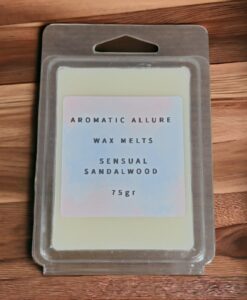 AROMATIC ALLURE
WAX MELTS
SENSUAL
SANDALWOOD
75gr